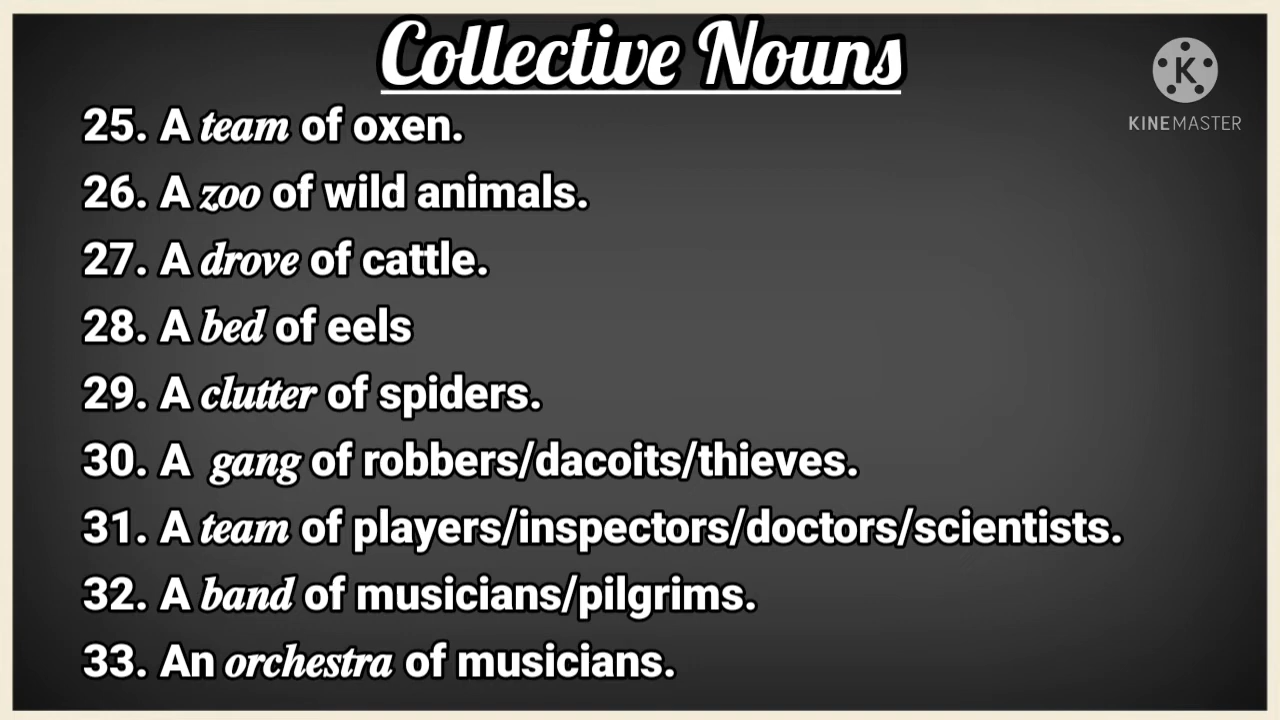 Collective Nouns
K
KINEMASTER
25. A team of oxen.
26. A zoo of wild animals.
27. A drove of cattle.
28. A bed of eels
29. A clutter of spiders.
30. A gang of robbers/dacoits/thieves.
31. A team of players/inspectors/doctors/scientists.
32. A band of musicians/pilgrims.
33. An orchestra of musicians.